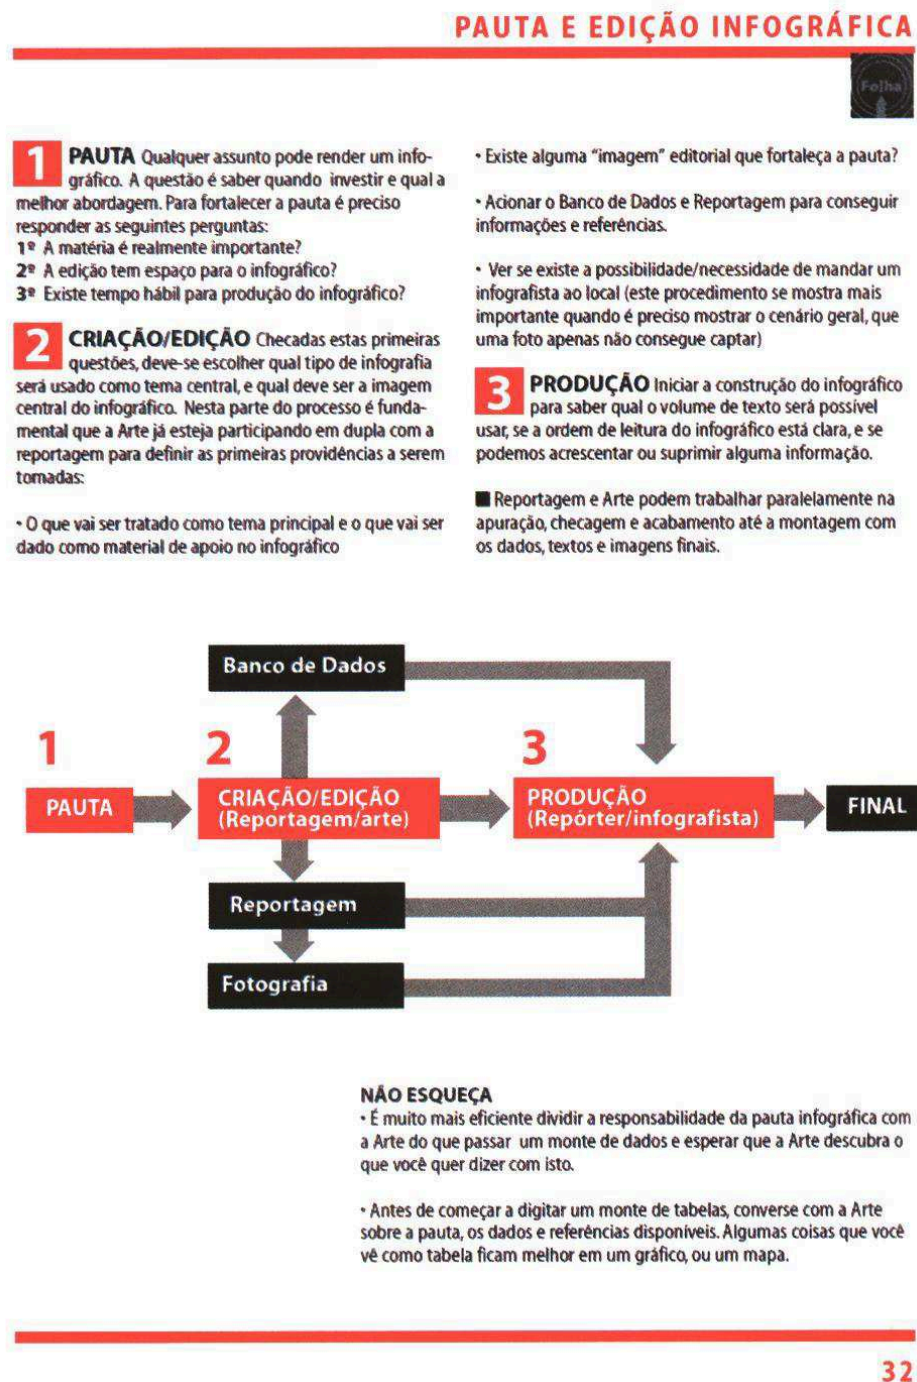 PAUTA E EDIÇÃO INFOGRÁFICA
Folha
1 PAUTA Qualquer assunto pode render um info-
gráfico. A questão é saber quando investir e qual a
melhor abordagem. Para fortalecer a pauta é preciso
responder as seguintes perguntas:
1º A matéria é realmente importante?
2º A edição tem espaço para o infográfico?
3º Existe tempo hábil para produção do infográfico?
2 CRIAÇÃO/EDIÇÃO Checadas estas primeiras
questões, deve-se escolher qual tipo de infografia
será usado como tema central, e qual deve ser a imagem
central do infográfico. Nesta parte do processo é funda-
mental que a Arte já esteja participando em dupla com a
reportagem para definir as primeiras providências a serem
tomadas:
• O que vai ser tratado como tema principal e o que vai ser
dado como material de apoio no infográfico
• Existe alguma "imagem" editorial que fortaleça a pauta?
• Acionar o Banco de Dados e Reportagem para conseguir
informações e referências.
• Ver se existe a possibilidade/necessidade de mandar um
infografista ao local (este procedimento se mostra mais
importante quando é preciso mostrar o cenário geral, que
uma foto apenas não consegue captar)
3 PRODUÇÃO Iniciar a construção do infográfico
para saber qual o volume de texto será possível
usar, se a ordem de leitura do infográfico está clara, e se
podemos acrescentar ou suprimir alguma informação.
■ Reportagem e Arte podem trabalhar paralelamente na
apuração, checagem e acabamento até a montagem com
os dados, textos e imagens finais.
Banco de Dados
1
2
3
PAUTA
CRIAÇÃO/EDIÇÃO
(Reportagem/arte)
PRODUÇÃO
(Repórter/infografista)
FINAL
Reportagem
Fotografia
NÃO ESQUEÇA
• É muito mais eficiente dividir a responsabilidade da pauta infográfica com
a Arte do que passar um monte de dados e esperar que a Arte descubra o
que você quer dizer com isto.
• Antes de começar a digitar um monte de tabelas, converse com a Arte
sobre a pauta, os dados e referências disponíveis. Algumas coisas que você
vê como tabela ficam melhor em um gráfico, ou um mapa.
32